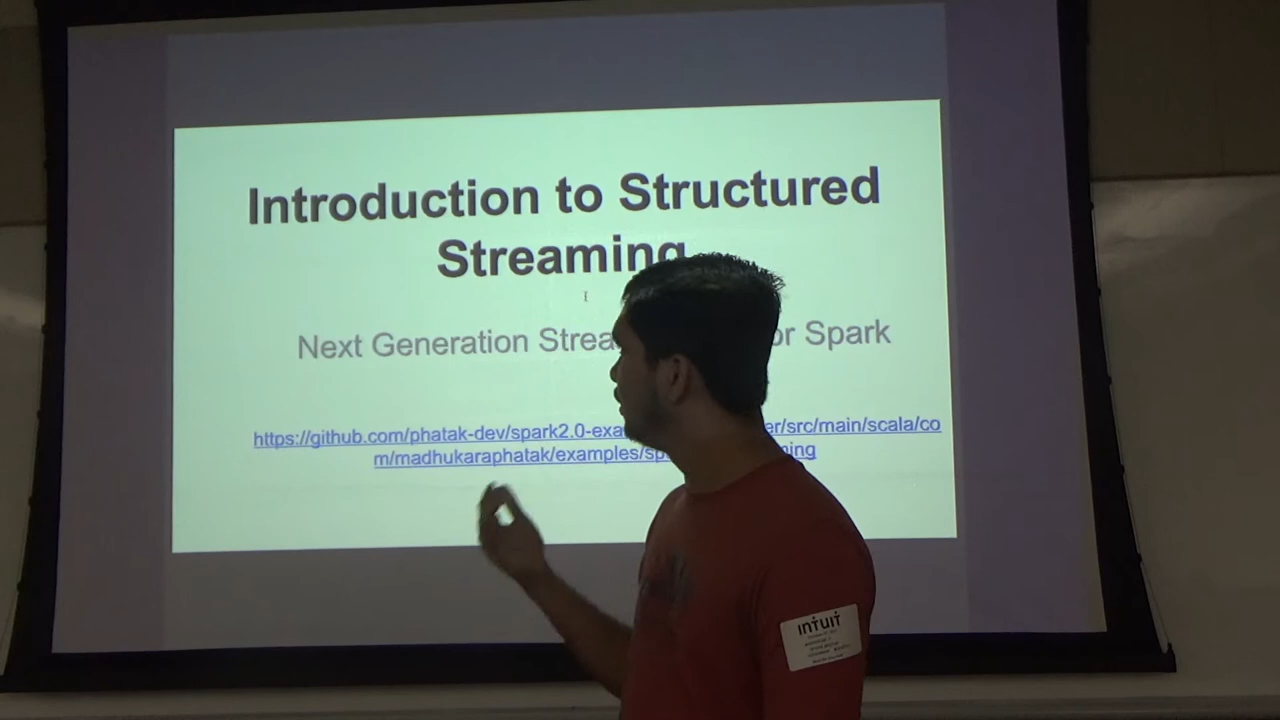 Introduction to Structured
Streaming
Next Generation Strea or Spark
https://github.com/phatak-dev/spark2.0-exa er/src/main/scala/co
m/madhukaraphatak/examples/sp ing
intuit